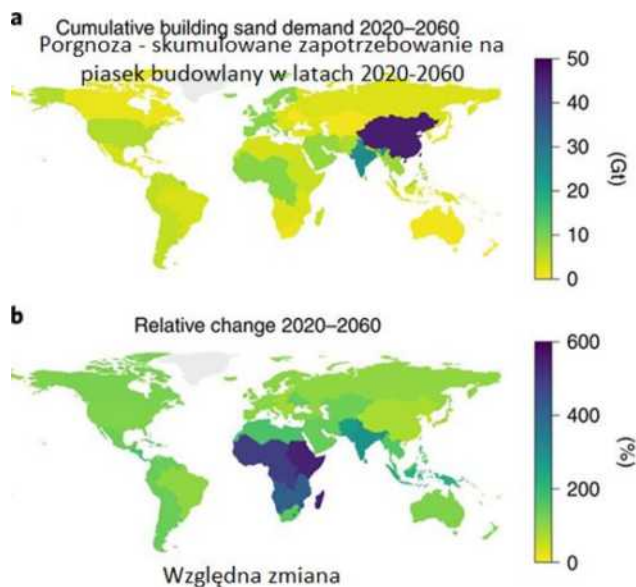 a
Cumulative building sand demand 2020–2060
Porgnoza - skumulowane zapotrzebowanie na
piasek budowlany w latach 2020-2060
50
40
30
20
10
0
(Gt)
b
Relative change 2020–2060
600
400
200
0
(%)
Względna zmiana